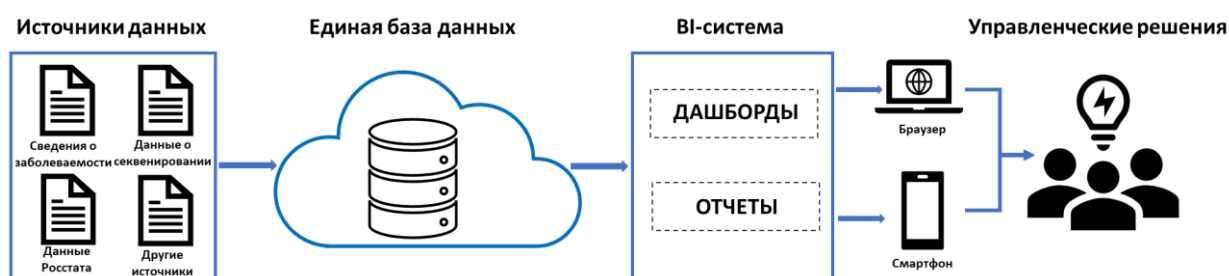 Источники данных
Единая база данных
BI-система
Управленческие решения
Сведения о
заболеваемости
Данные о
секвенировании
Данные
Росстата
Другие
источники
ДАШБОРДЫ
ОТЧЕТЫ
Браузер
Смартфон